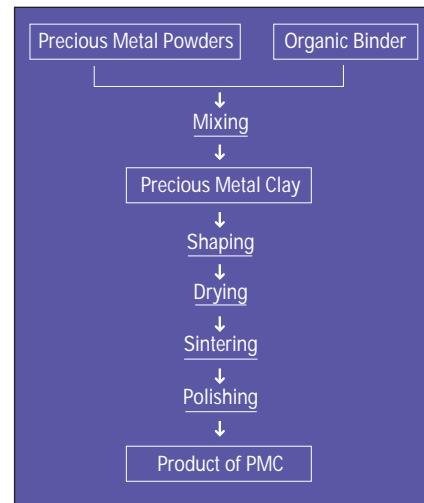 Precious Metal Powders
Organic Binder
Mixing
Precious Metal Clay
Shaping
Drying
Sintering
Polishing
Product of PMC